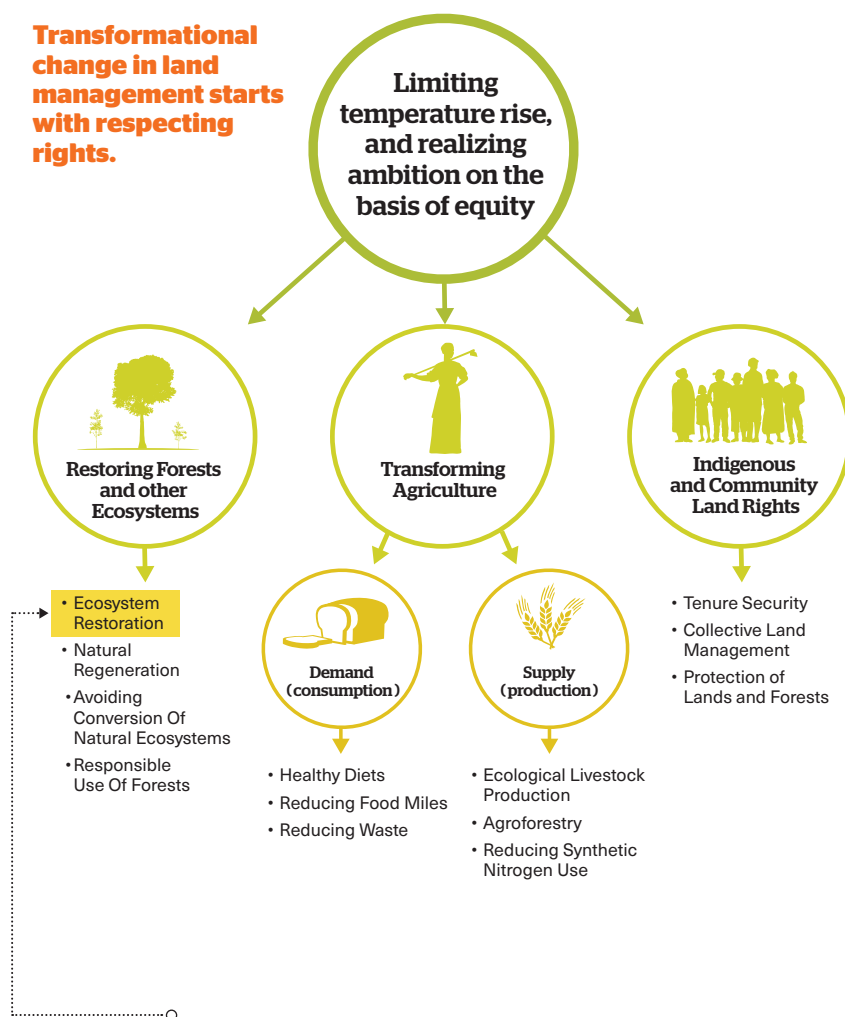 Transformational
change in land
management starts
with respecting
rights.
Limiting
temperature rise,
and realizing
ambition on the
basis of equity
Restoring Forests
and other
Ecosystems
Transforming
Agriculture
Indigenous
and Community
Land Rights
• Ecosystem
Restoration
• Natural
Regeneration
• Avoiding
Conversion Of
Natural Ecosystems
• Responsible
Use Of Forests
Demand
(consumption)
• Healthy Diets
• Reducing Food Miles
• Reducing Waste
Supply
(production)
• Ecological Livestock
Production
• Agroforestry
• Reducing Synthetic
Nitrogen Use
• Tenure Security
• Collective Land
Management
• Protection of
Lands and Forests